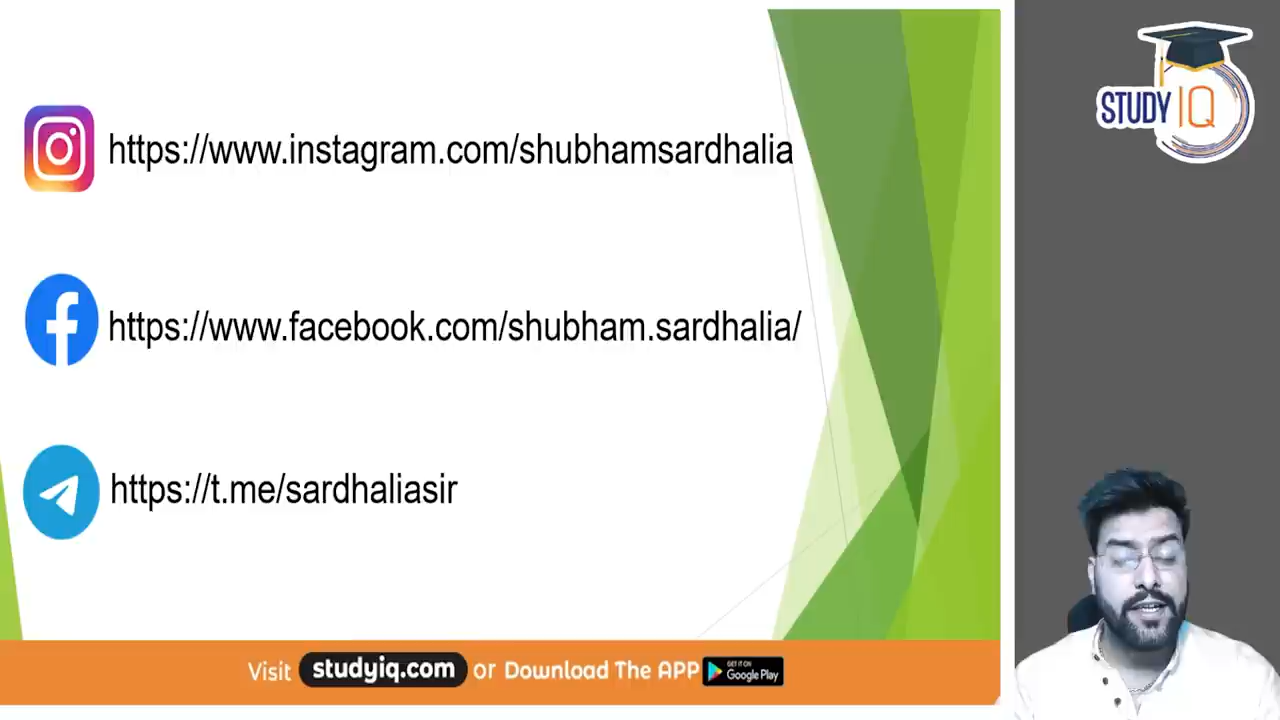 https://www.instagram.com/shubhamsardhalia
https://www.facebook.com/shubham.sardhalia/
https://t.me/sardhaliasir
Visit studyiq.com or Download The APP GET IT ON Google Play
STUDY IQ